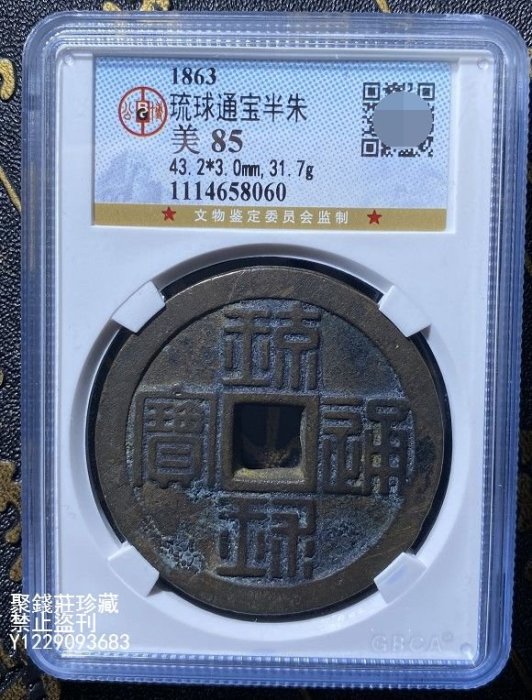 1863
琉球通宝半朱
美 85
43.2*3.0mm,31.7g
1114658060
★ 文物鉴定委员会监制 ★
琉
球
通
寳
聚錢莊珍藏
禁止盜刊
Y1229093683
GBCA